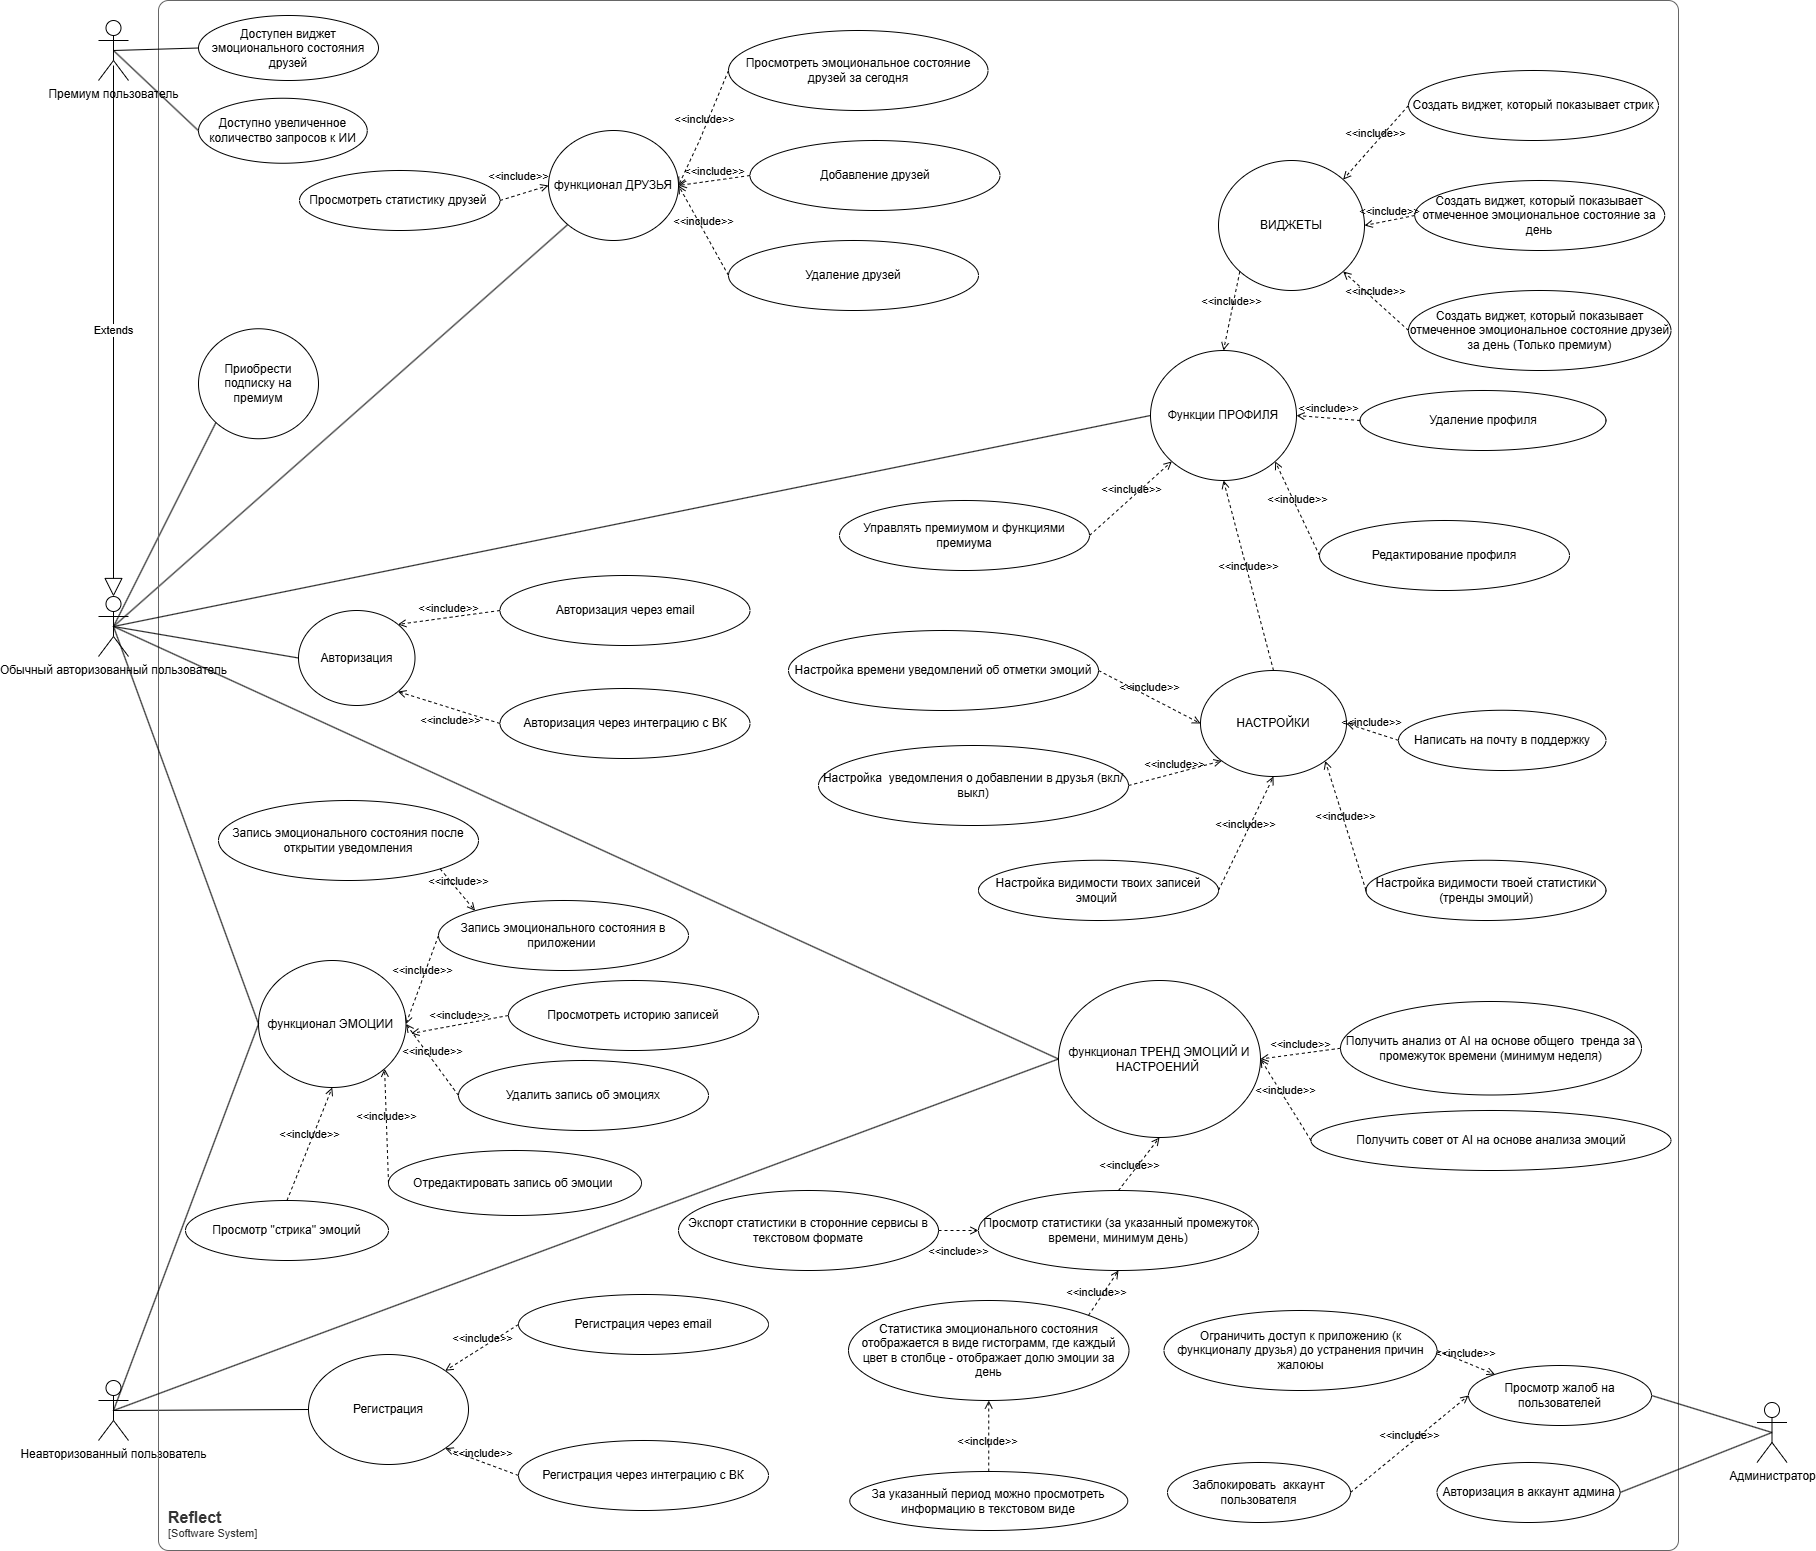 Доступен виджет
эмоционального состояния
друзей
Премиум пользователь
Доступно увеличенное
количество запросов к ИИ
Просмотреть статистику друзей
<<include>>
функционал ДРУЗЬЯ
Просмотреть эмоциональное состояние
друзей за сегодня
<<include>>
<<include>>
Добавление друзей
<<include>>
Удаление друзей
Создать виджет, который показывает стрик
<<include>>
ВИДЖЕТЫ
<<include>>
Создать виджет, который показывает
отмеченное эмоциональное состояние за
день
<<include>>
Создать виджет, который показывает
отмеченное эмоциональное состояние друзей
за день (Только премиум)
<<include>>
Extends
Приобрести
подписку на
премиум
Функции ПРОФИЛЯ
<<include>>
Удаление профиля
<<include>>
Управлять премиумом и функциями
премиума
<<include>>
Редактирование профиля
<<include>>
Обычный авторизованный пользователь
Авторизация
<<include>>
Авторизация через email
<<include>>
Авторизация через интеграцию с ВК
Настройка времени уведомлений об отметки эмоций
<<include>>
НАСТРОЙКИ
<<include>>
Написать на почту в поддержку
Настройка  уведомления о добавлении в друзья (вкл/
выкл)
<<include>>
<<include>>
<<include>>
Настройка видимости твоих записей
эмоций
Настройка видимости твоей статистики
(тренды эмоций)
Запись эмоционального состояния после
открытии уведомления
<<include>>
Запись эмоционального состояния в
приложении
<<include>>
функционал ЭМОЦИИ
<<include>>
Просмотреть историю записей
<<include>>
Удалить запись об эмоциях
<<include>>
<<include>>
Отредактировать запись об эмоции
Просмотр "стрика" эмоций
функционал ТРЕНД ЭМОЦИЙ И
НАСТРОЕНИЙ
<<include>>
Получить анализ от AI на основе общего  тренда за
промежуток времени (минимум неделя)
<<include>>
Получить совет от AI на основе анализа эмоций
<<include>>
Экспорт статистики в сторонние сервисы в
текстовом формате
<<include>>
Просмотр статистики (за указанный промежуток
времени, минимум день)
<<include>>
Статистика эмоционального состояния
отображается в виде гистограмм, где каждый
цвет в столбце - отображает долю эмоции за
день
<<include>>
За указанный период можно просмотреть
информацию в текстовом виде
Неавторизованный пользователь
Регистрация
<<include>>
Регистрация через email
<<include>>
Регистрация через интеграцию с ВК
Ограничить доступ к приложению (к
функционалу друзья) до устранения причин
жалоюы
<<include>>
Просмотр жалоб на
пользователей
<<include>>
Заблокировать  аккаунт
пользователя
Авторизация в аккаунт админа
Администратор
Reflect
[Software System]